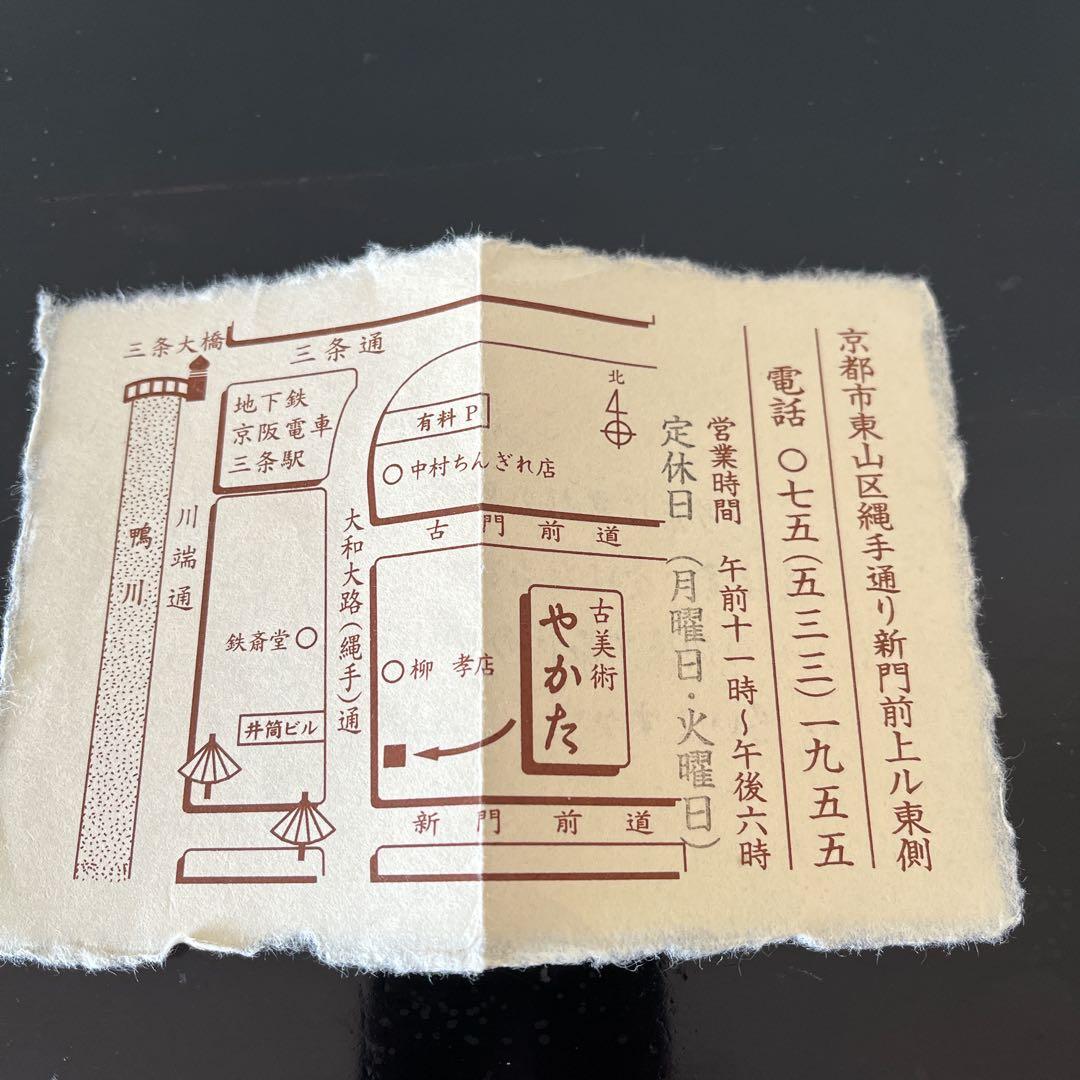 京都市東山区縄手通り新門前上ル東側
電話 〇七五(五三三)一九五五
営業時間 午前十一時～午後六時
定休日 (月曜日・火曜日)
北
三条大橋
三条通
地下鉄
京阪電車
三条駅
有料 P
中村ちんぎれ店
古門前道
鴨川
川端通
大和大路(縄手)通
鉄斎堂
柳 孝店
井筒ビル
古美術
やかた
新門前道